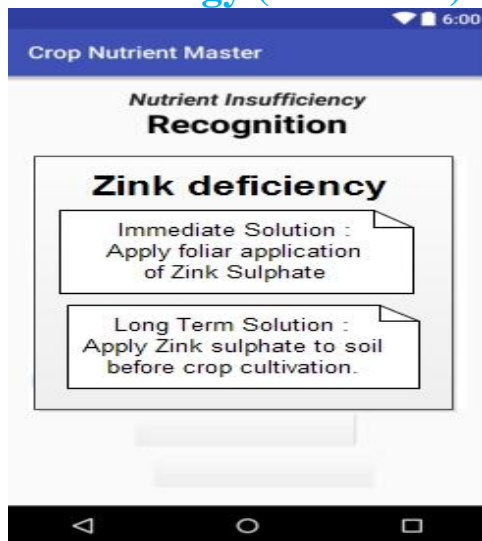 6:00
Crop Nutrient Master
Nutrient Insufficiency
Recognition
Zink deficiency
Immediate Solution :
Apply foliar application
of Zink Sulphate
Long Term Solution :
Apply Zink sulphate to soil
before crop cultivation.